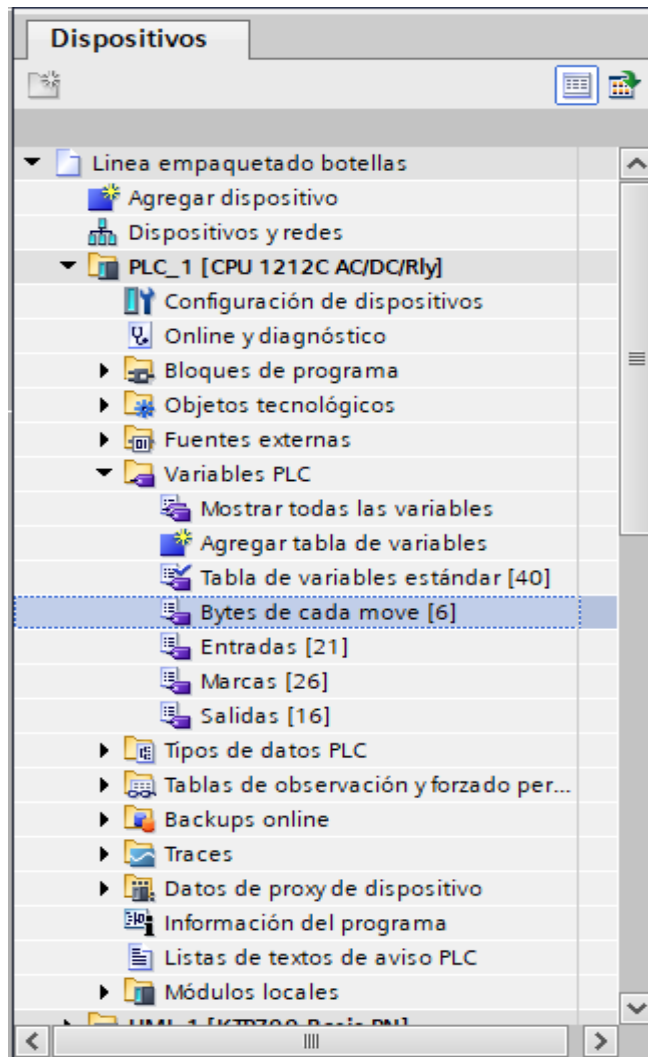 Dispositivos
Linea empaquetado botellas
Agregar dispositivo
Dispositivos y redes
PLC_1 [CPU 1212C AC/DC/Rly]
Configuración de dispositivos
Online y diagnóstico
Bloques de programa
Objetos tecnológicos
Fuentes externas
Variables PLC
Mostrar todas las variables
Agregar tabla de variables
Tabla de variables estándar [40]
Bytes de cada move [6]
Entradas [21]
Marcas [26]
Salidas [16]
Tipos de datos PLC
Tablas de observación y forzado per...
Backups online
Traces
Datos de proxy de dispositivo
Información del programa
Listas de textos de aviso PLC
Módulos locales
HMI_1 [KTP700 Basic PN]